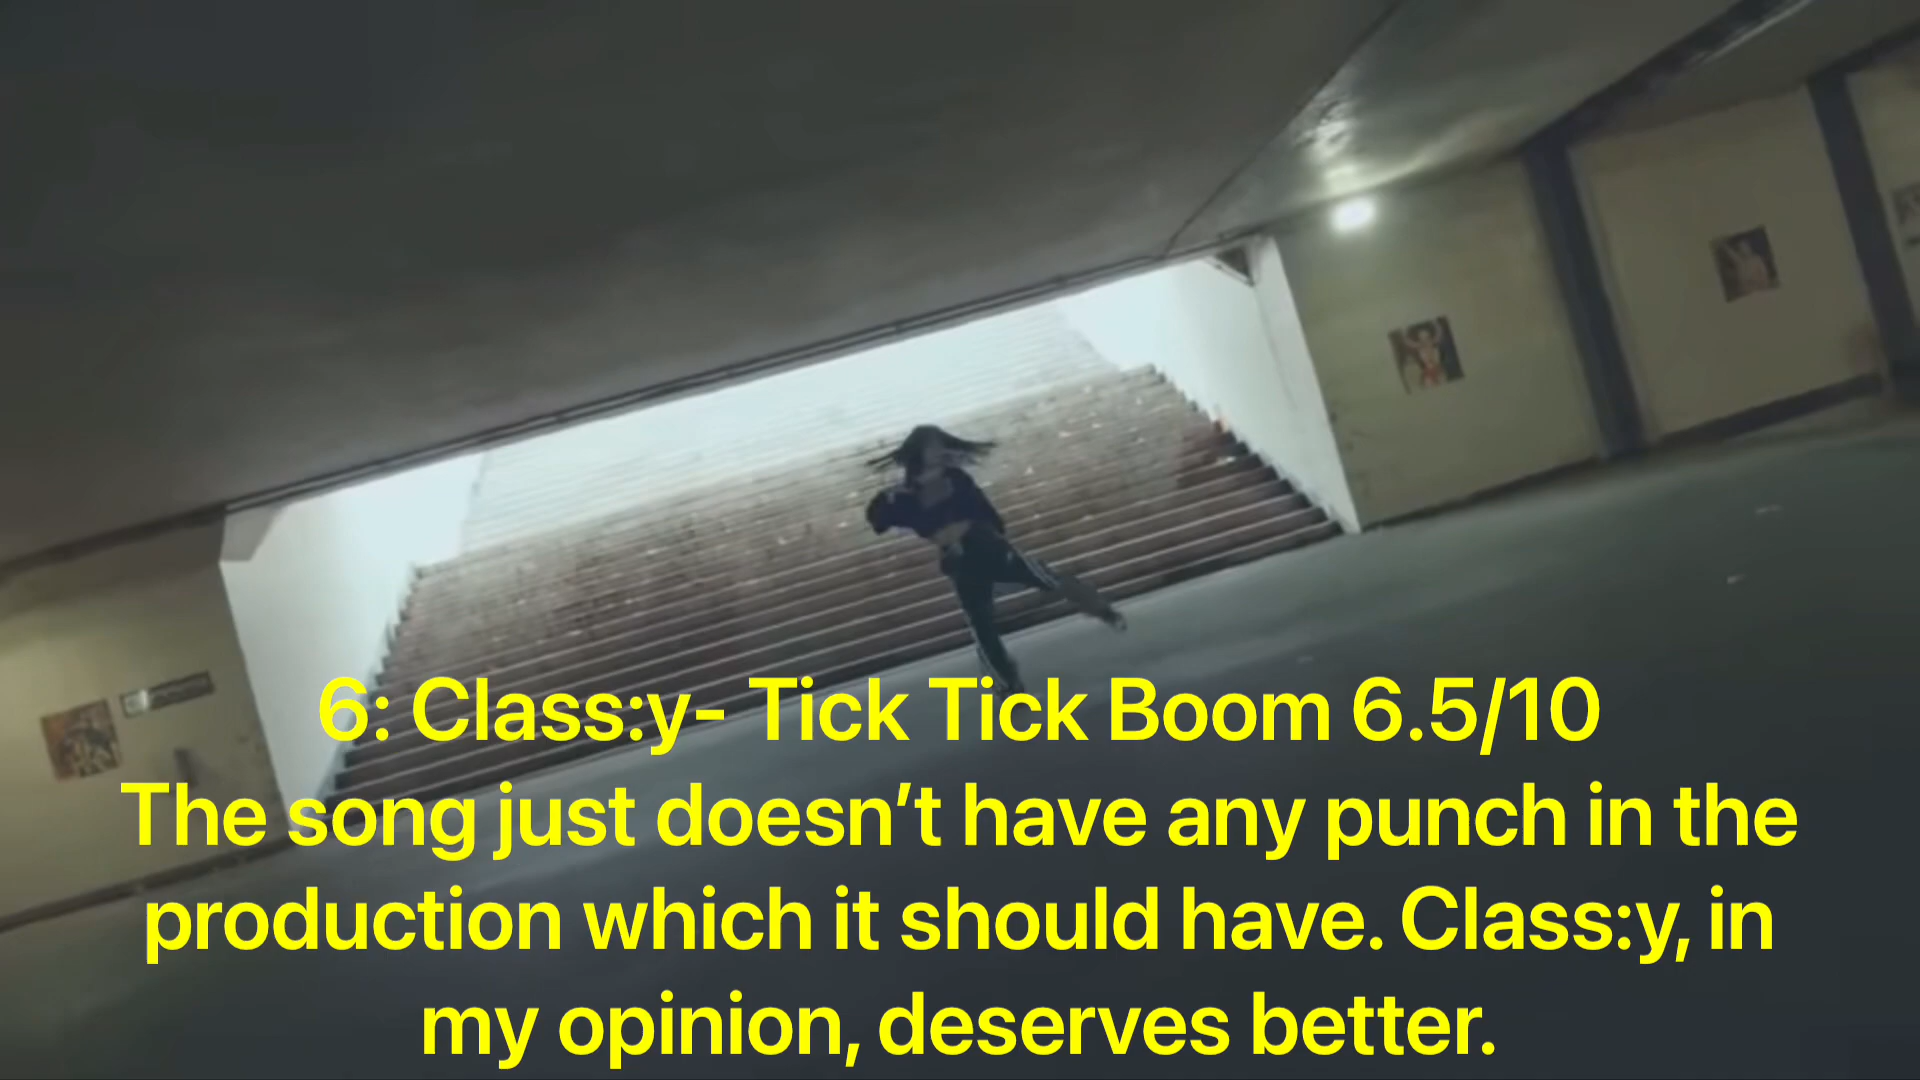 6: Class:y- Tick Tick Boom 6.5/10
The song just doesn’t have any punch in the
production which it should have. Class:y, in
my opinion, deserves better.